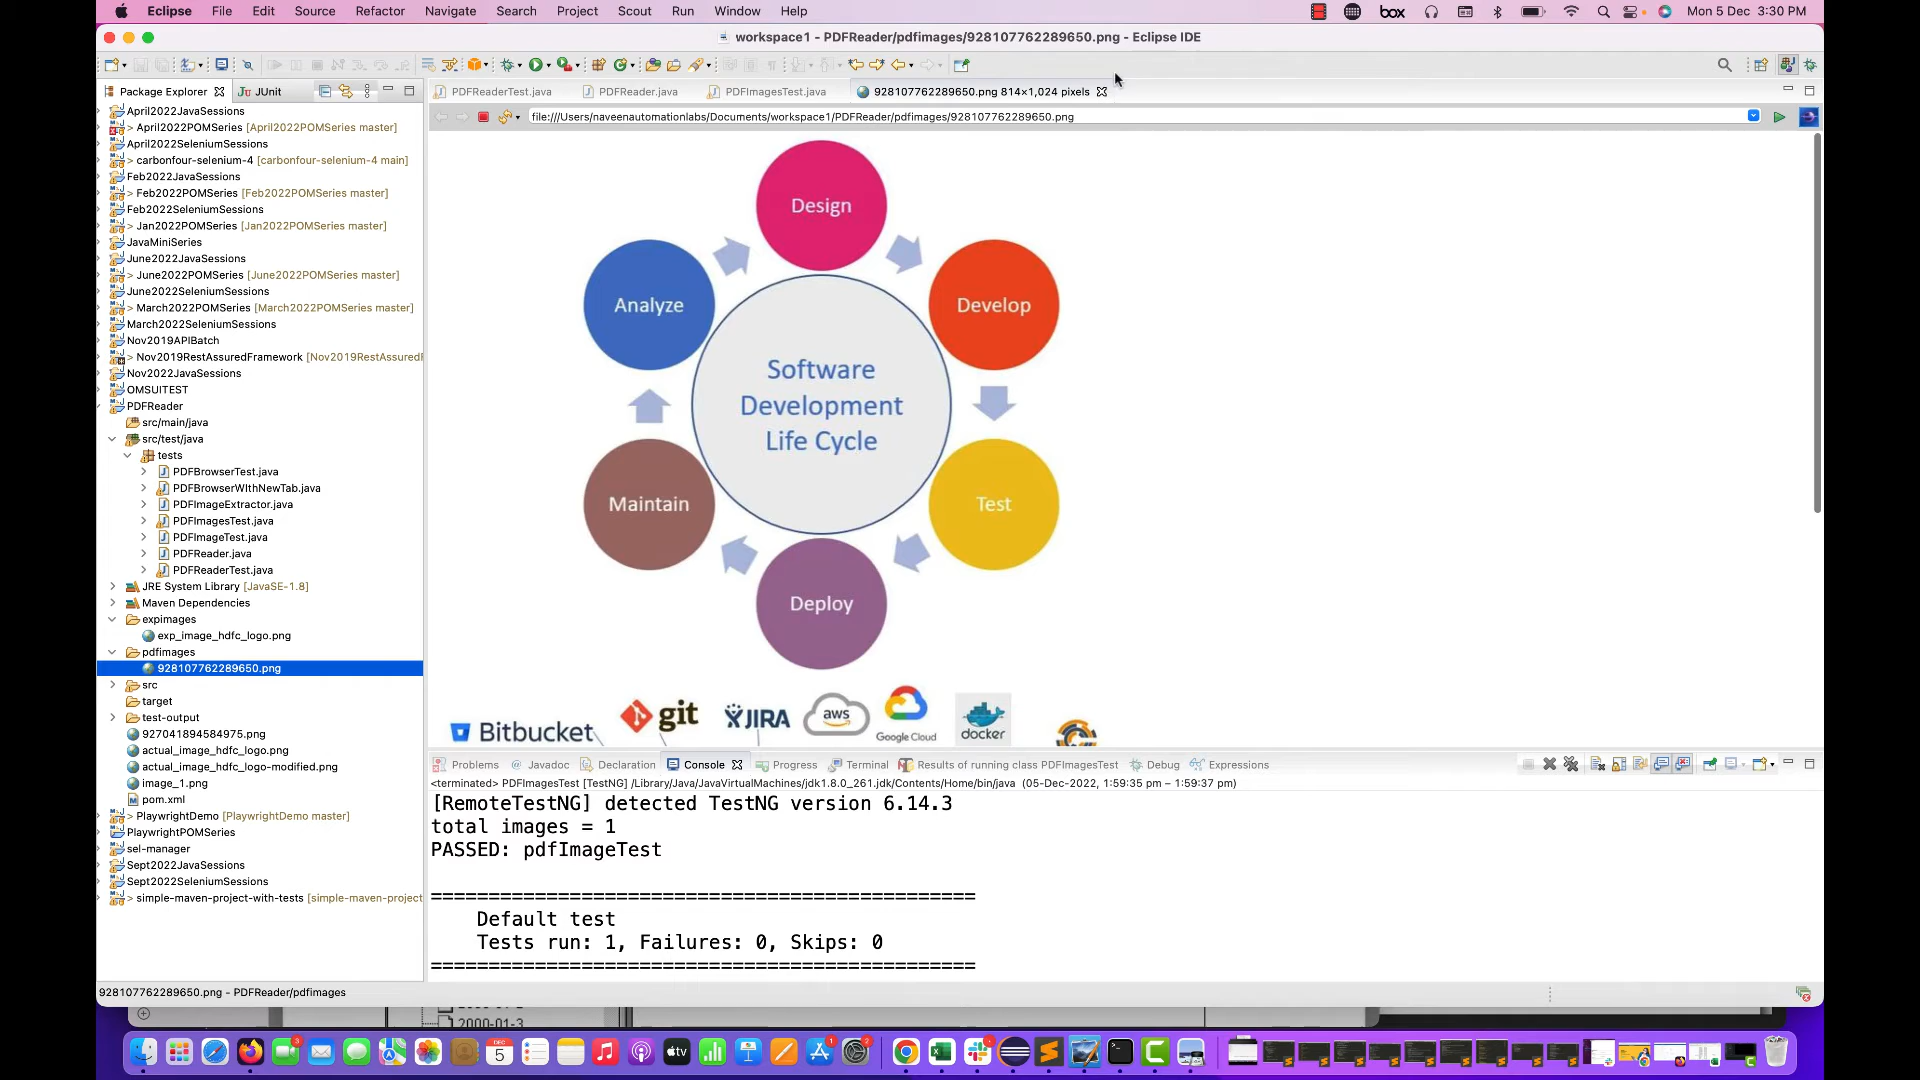 Eclipse File Edit Source Refactor Navigate Search Project Scout Run Window Help box Mon 5 Dec 3:30 PM
workspace1 - PDFReader/pdfimages/928107762289650.png - Eclipse IDE
Package Explorer JUnit
PDFReaderTest.java PDFReader.java PDFImagesTest.java 928107762289650.png 814×1,024 pixels
file:///Users/naveenautomationlabs/Documents/workspace1/PDFReader/pdfimages/928107762289650.png
April2022JavaSessions
> April2022POMSeries [April2022POMSeries master]
April2022SeleniumSessions
> carbonfour-selenium-4 [carbonfour-selenium-4 main]
Feb2022JavaSessions
> Feb2022POMSeries [Feb2022POMSeries master]
Feb2022SeleniumSessions
> Jan2022POMSeries [Jan2022POMSeries master]
JavaMiniSeries
June2022JavaSessions
> June2022POMSeries [June2022POMSeries master]
June2022SeleniumSessions
> March2022POMSeries [March2022POMSeries master]
March2022SeleniumSessions
Nov2019APIBatch
> Nov2019RestAssuredFramework [Nov2019RestAssuredF
Nov2022JavaSessions
OMSUITEST
PDFReader
src/main/java
src/test/java
tests
PDFBrowserTest.java
PDFBrowserWIthNewTab.java
PDFImageExtractor.java
PDFImagesTest.java
PDFImageTest.java
PDFReader.java
PDFReaderTest.java
JRE System Library [JavaSE-1.8]
Maven Dependencies
expimages
exp_image_hdfc_logo.png
pdfimages
928107762289650.png
src
target
test-output
927041894584975.png
actual_image_hdfc_logo.png
actual_image_hdfc_logo-modified.png
image_1.png
pom.xml
> PlaywrightDemo [PlaywrightDemo master]
PlaywrightPOMSeries
sel-manager
Sept2022JavaSessions
Sept2022SeleniumSessions
> simple-maven-project-with-tests [simple-maven-project
Design
Analyze
Develop
Software
Development
Life Cycle
Maintain
Test
Deploy
Bitbucket git JIRA aws Google Cloud docker
Problems Javadoc Declaration Console Progress Terminal Results of running class PDFImagesTest Debug Expressions
<terminated> PDFImagesTest [TestNG] /Library/Java/JavaVirtualMachines/jdk1.8.0_261.jdk/Contents/Home/bin/java (05-Dec-2022, 1:59:35 pm – 1:59:37 pm)
[RemoteTestNG] detected TestNG version 6.14.3
total images = 1
PASSED: pdfImageTest
===============================================
Default test
Tests run: 1, Failures: 0, Skips: 0
===============================================
928107762289650.png - PDFReader/pdfimages
2000-01-3
DEC
5
tv